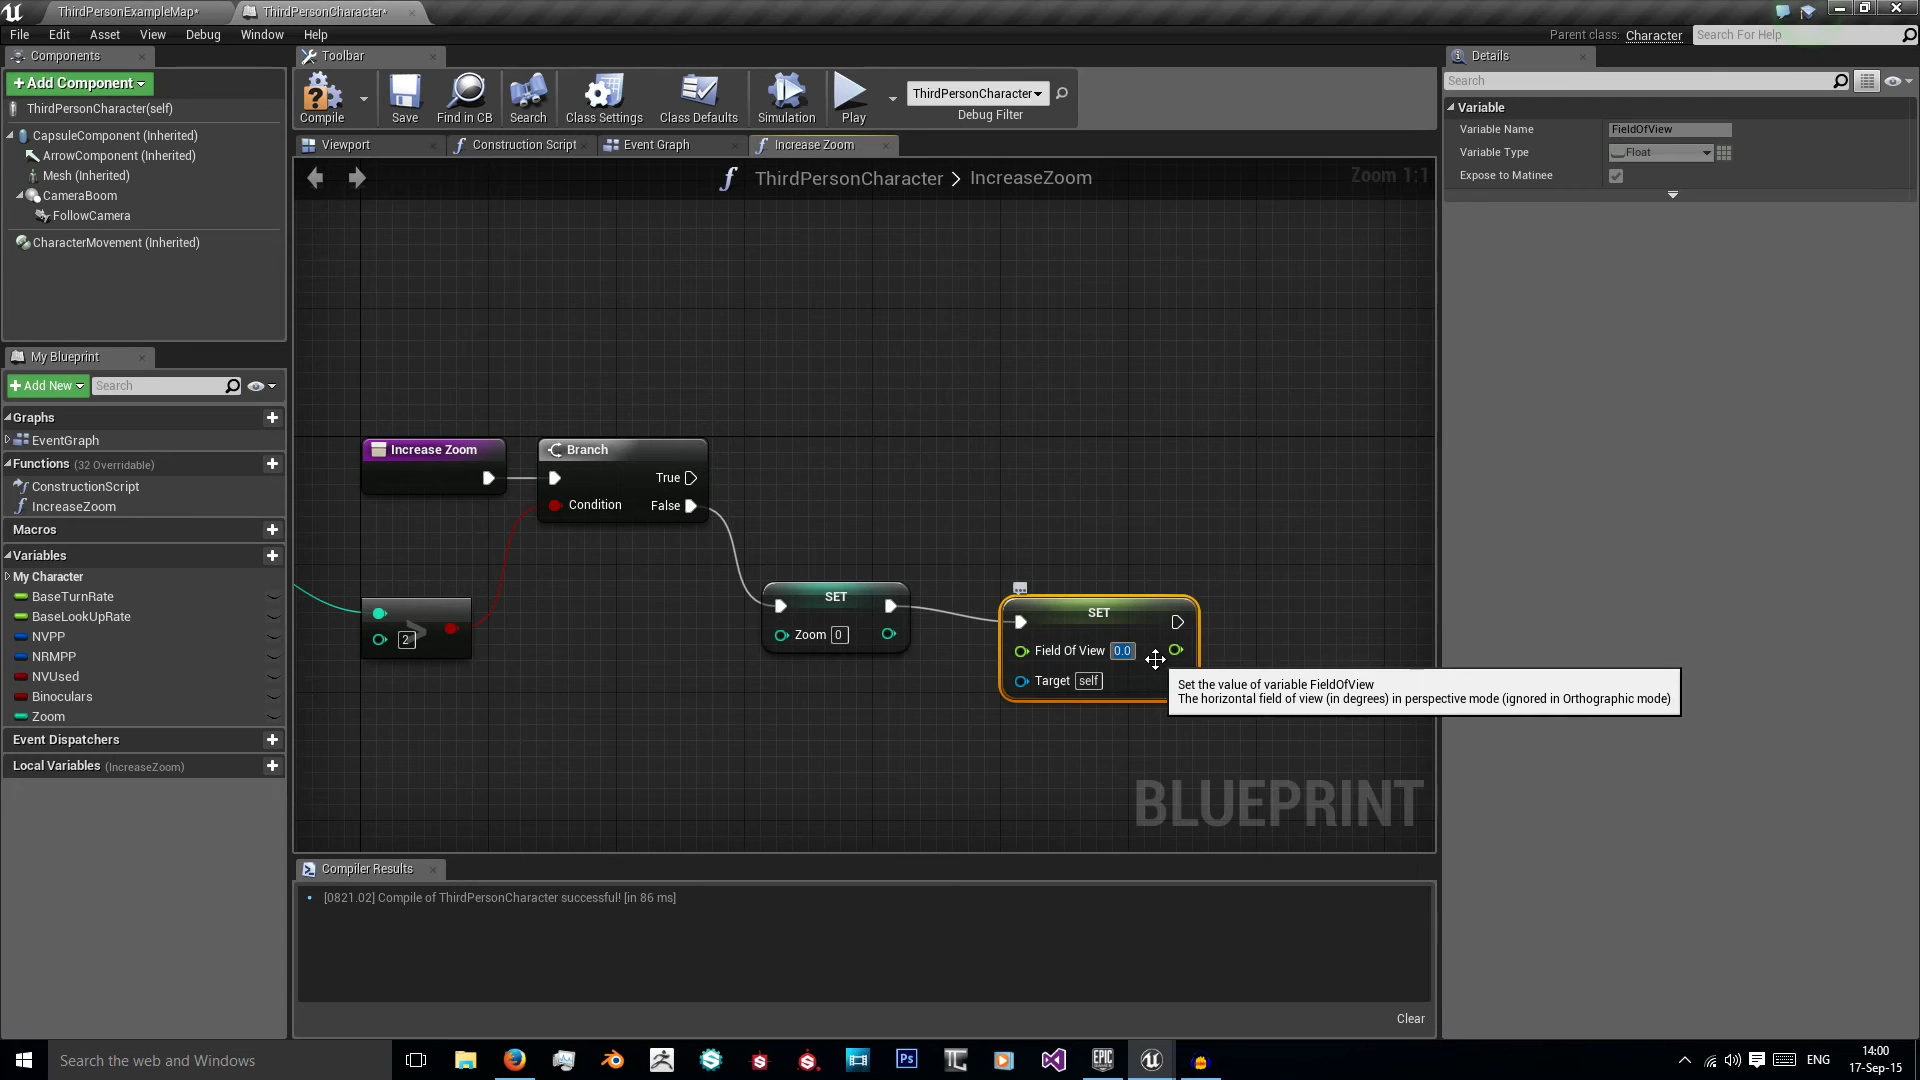 ThirdPersonExampleMap*
ThirdPersonCharacter*
File Edit Asset View Debug Window Help
Parent class: Character
Search For Help
Components
Toolbar
Details
+Add Component
ThirdPersonCharacter(self)
CapsuleComponent (Inherited)
ArrowComponent (Inherited)
Mesh (Inherited)
CameraBoom
FollowCamera
CharacterMovement (Inherited)
Compile
Save
Find in CB
Search
Class Settings
Class Defaults
Simulation
Play
ThirdPersonCharacter
Debug Filter
Search
Variable
Variable Name FieldOfView
Variable Type Float
Expose to Matinee
Viewport
Construction Script
Event Graph
Increase Zoom
ThirdPersonCharacter > IncreaseZoom
Zoom 1:1
My Blueprint
+Add New
Search
Graphs
EventGraph
Functions (32 Overridable)
ConstructionScript
IncreaseZoom
Macros
Variables
My Character
BaseTurnRate
BaseLookUpRate
NVPP
NRMPP
NVUsed
Binoculars
Zoom
Event Dispatchers
Local Variables (IncreaseZoom)
Increase Zoom
Branch
True
Condition
False
>
2
SET
Zoom 0
SET
Field Of View 0.0
Target self
Set the value of variable FieldOfView
The horizontal field of view (in degrees) in perspective mode (ignored in Orthographic mode)
BLUEPRINT
Compiler Results
[0821.02] Compile of ThirdPersonCharacter successful! [in 86 ms]
Clear
Search the web and Windows
Ps
EPIC
ENG
14:00
17-Sep-15